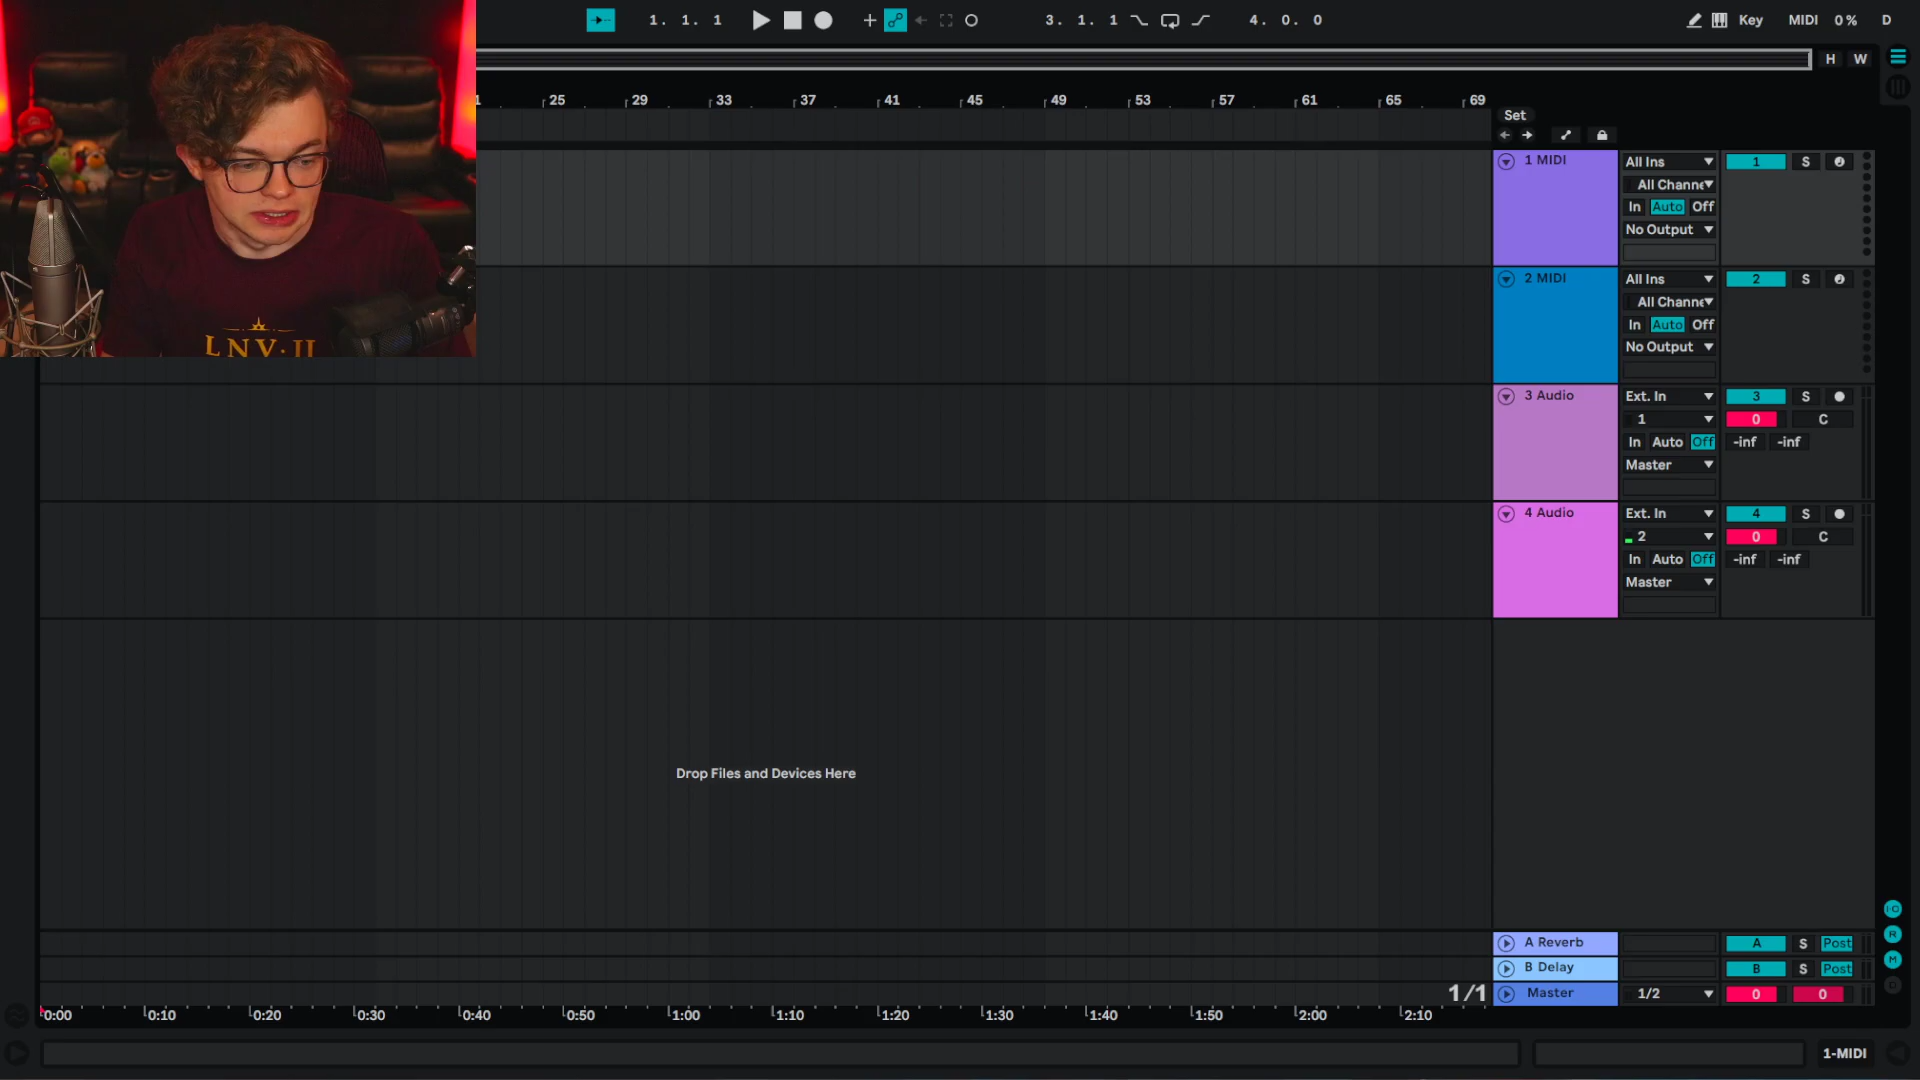 1. 1. 1
3. 1. 1
4. 0. 0
Key
MIDI
0 %
D
H
W
1
25
29
33
37
41
45
49
53
57
61
65
69
Set
1 MIDI
All Ins
1
S
All Channe
In
Auto
Off
No Output
2 MIDI
All Ins
2
S
All Channe
In
Auto
Off
No Output
LNV·II
3 Audio
Ext. In
3
S
1
0
C
In
Auto
Off
-inf
-inf
Master
4 Audio
Ext. In
4
S
2
0
C
In
Auto
Off
-inf
-inf
Master
Drop Files and Devices Here
A Reverb
A
S
Post
B Delay
B
S
Post
1/1
Master
1/2
0
0
0:00
0:10
0:20
0:30
0:40
0:50
1:00
1:10
1:20
1:30
1:40
1:50
2:00
2:10
R
M
D
1-MIDI